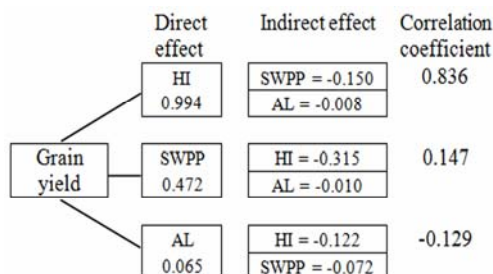 Direct effect
Indirect effect
Correlation coefficient
HI
0.994
SWPP = -0.150
AL = -0.008
0.836
Grain yield
SWPP
0.472
HI = -0.315
AL = -0.010
0.147
AL
0.065
HI = -0.122
SWPP = -0.072
-0.129